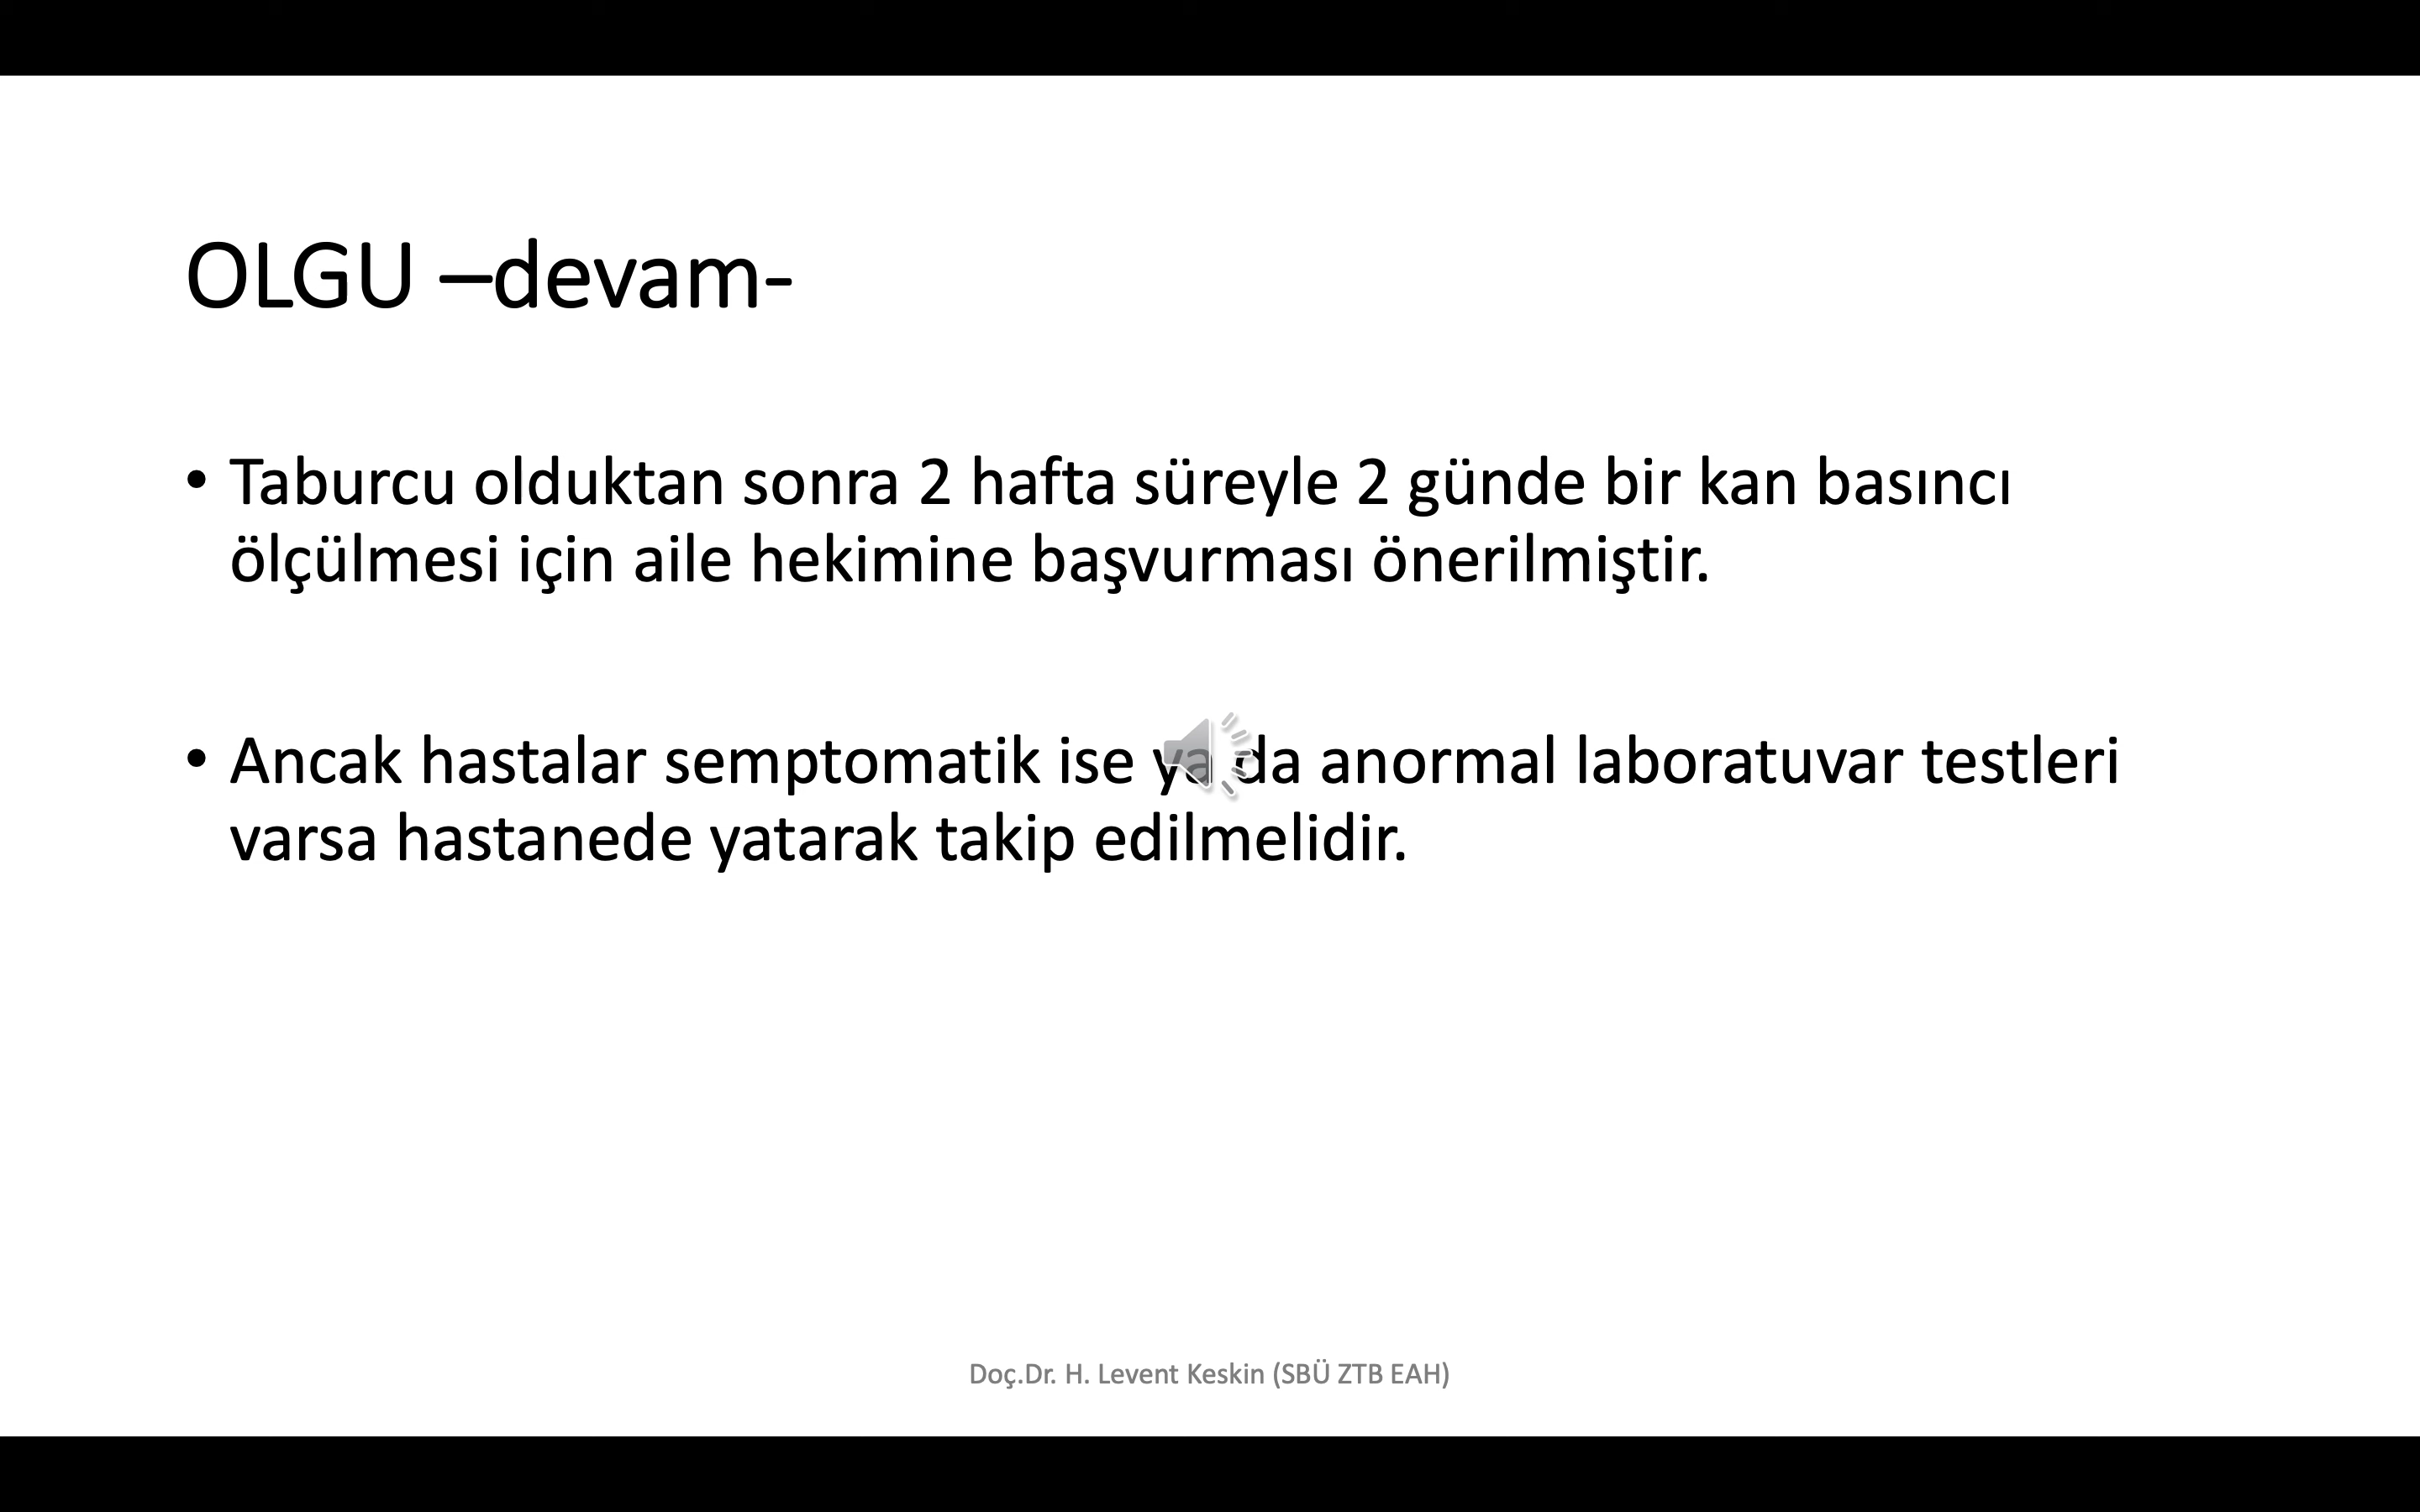 OLGU –devam-
• Taburcu olduktan sonra 2 hafta süreyle 2 günde bir kan basıncı
ölçülmesi için aile hekimine başvurması önerilmiştir.
• Ancak hastalar semptomatik ise ya da anormal laboratuvar testleri
varsa hastanede yatarak takip edilmelidir.
Doç.Dr. H. Levent Keskin (SBÜ ZTB EAH)